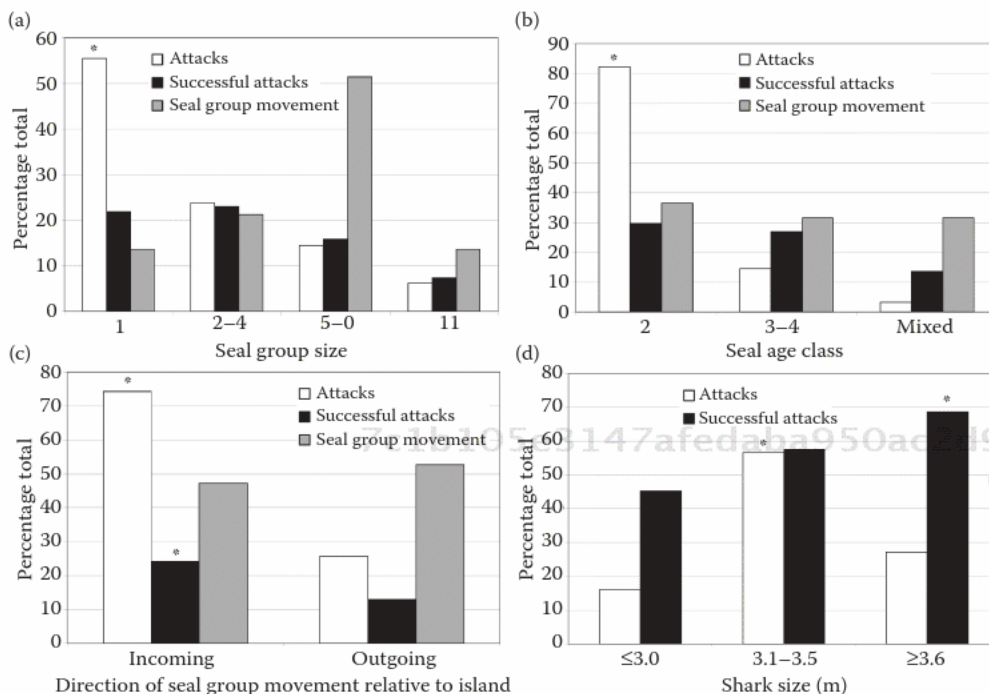 (a)
60
50
40
30
20
10
0
Percentage total
*
Attacks
Successful attacks
Seal group movement
1 2–4 5–0 11
Seal group size
(b)
90
80
70
60
50
40
30
20
10
0
Percentage total
*
Attacks
Successful attacks
Seal group movement
2 3–4 Mixed
Seal age class
(c)
80
70
60
50
40
30
20
10
0
Percentage total
*
*
Attacks
Successful attacks
Seal group movement
Incoming Outgoing
Direction of seal group movement relative to island
(d)
80
70
60
50
40
30
20
10
0
Percentage total
*
*
Attacks
Successful attacks
≤3.0 3.1–3.5 ≥3.6
Shark size (m)